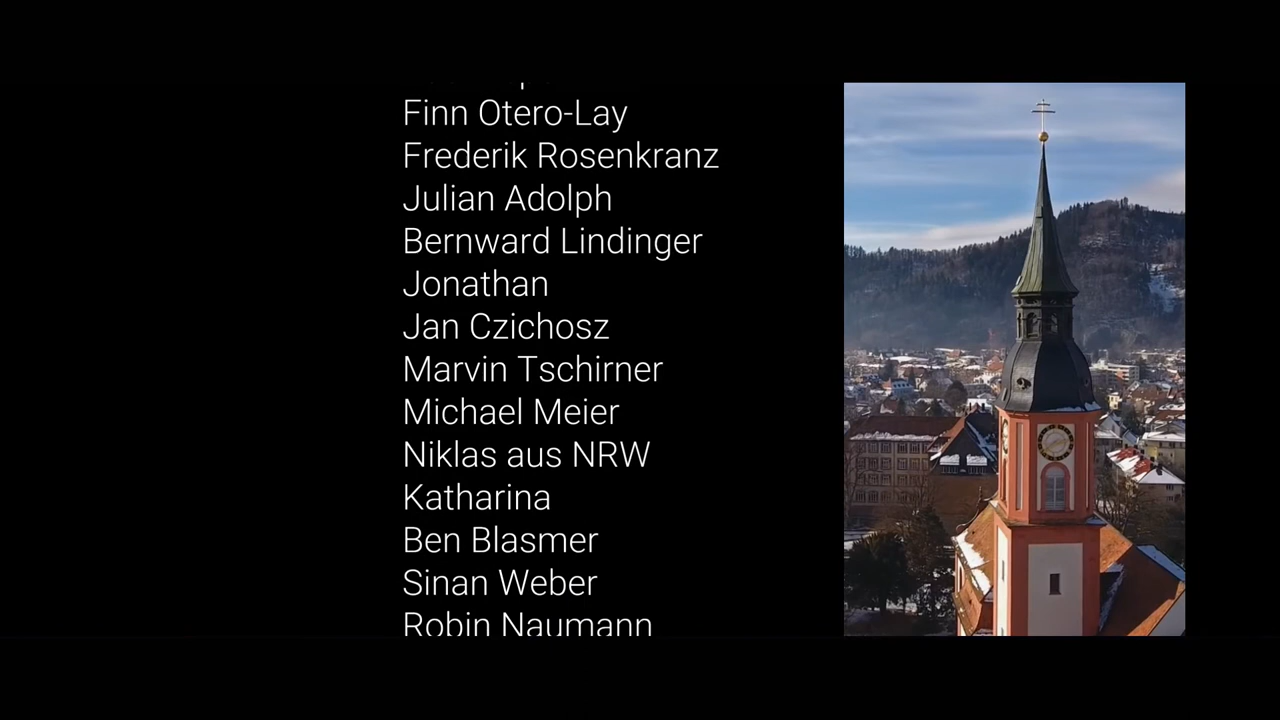 Finn Otero-Lay
Frederik Rosenkranz
Julian Adolph
Bernward Lindinger
Jonathan
Jan Czichosz
Marvin Tschirner
Michael Meier
Niklas aus NRW
Katharina
Ben Blasmer
Sinan Weber
Robin Naumann